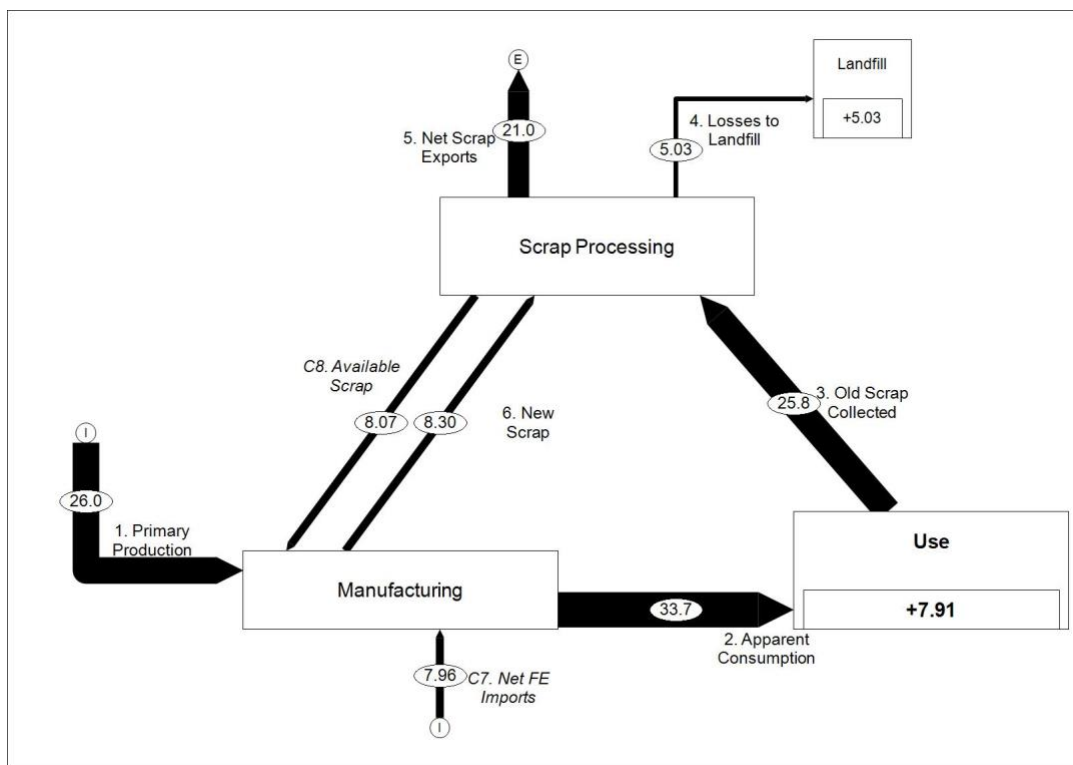 E
Landfill
+5.03
21.0
5. Net Scrap
Exports
4. Losses to
Landfill
5.03
Scrap Processing
C8. Available
Scrap
8.07
8.30
6. New
Scrap
25.8
3. Old Scrap
Collected
I
26.0
1. Primary
Production
Manufacturing
33.7
2. Apparent
Consumption
Use
+7.91
7.96
C7. Net FE
Imports
I